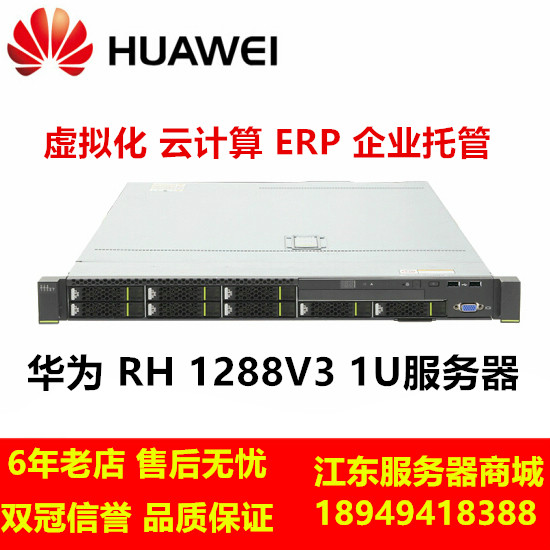 HUAWEI
虚拟化 云计算 ERP 企业托管
华为 RH 1288V3 1U服务器
6年老店 售后无忧
双冠信誉 品质保证
江东服务器商城
18949418388